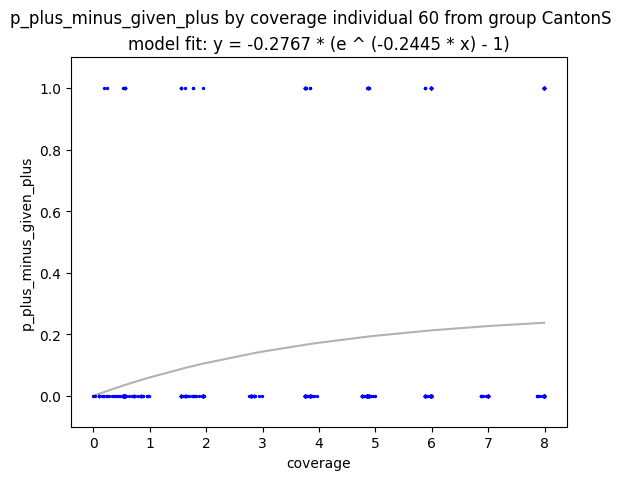 p_plus_minus_given_plus by coverage individual 60 from group CantonS
model fit: y = -0.2767 * (e ^ (-0.2445 * x) - 1)
1.0
0.8
0.6
0.4
0.2
0.0
p_plus_minus_given_plus
0 1 2 3 4 5 6 7 8
coverage